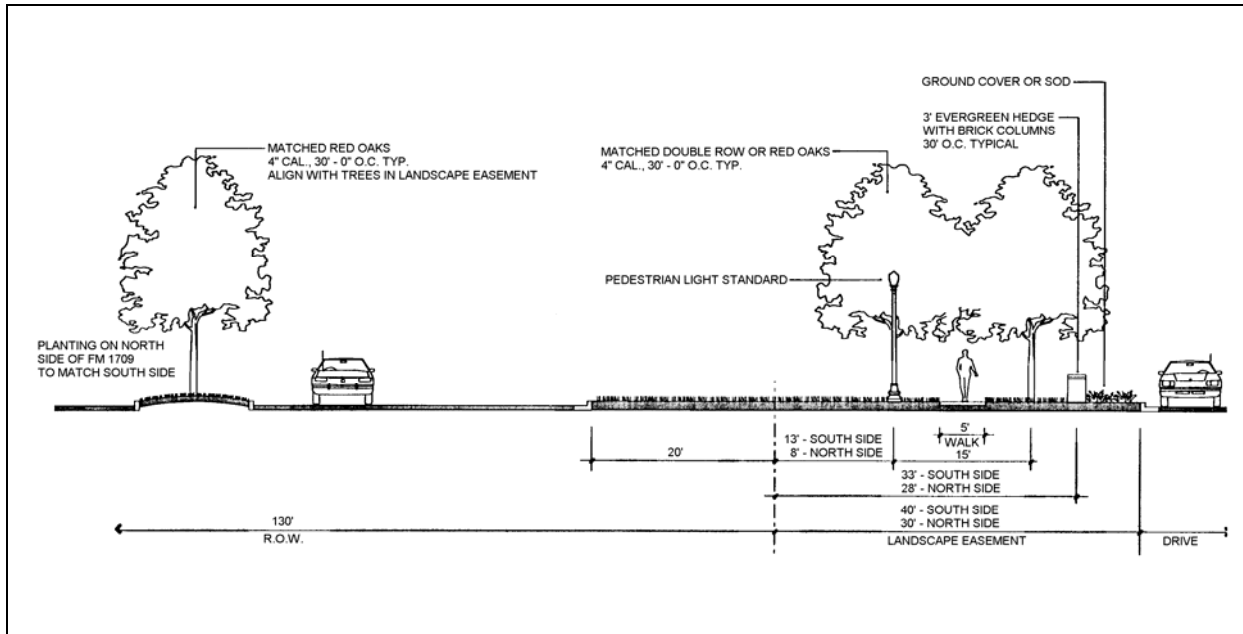 GROUND COVER OR SOD
3' EVERGREEN HEDGE
WITH BRICK COLUMNS
30' O.C. TYPICAL
MATCHED RED OAKS
4" CAL., 30' - 0" O.C. TYP.
ALIGN WITH TREES IN LANDSCAPE EASEMENT
MATCHED DOUBLE ROW OR RED OAKS
4" CAL., 30' - 0" O.C. TYP.
PEDESTRIAN LIGHT STANDARD
PLANTING ON NORTH
SIDE OF FM 1709
TO MATCH SOUTH SIDE
20'
13' - SOUTH SIDE
8' - NORTH SIDE
5'
WALK
15'
33' - SOUTH SIDE
28' - NORTH SIDE
130'
R.O.W.
40' - SOUTH SIDE
30' - NORTH SIDE
LANDSCAPE EASEMENT
DRIVE